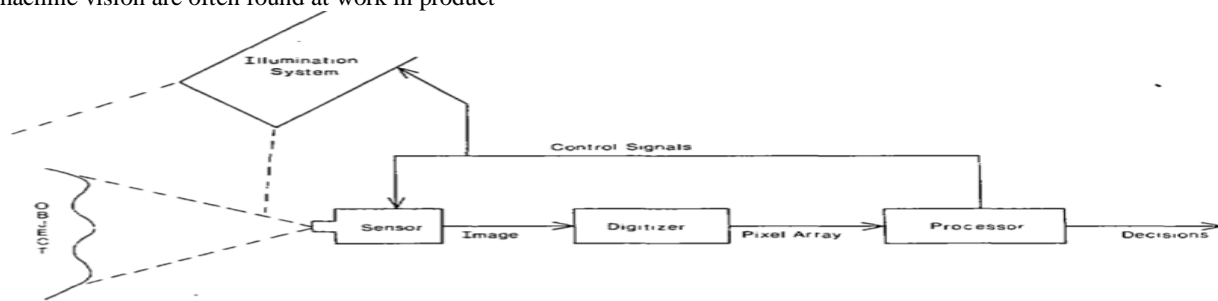 machine vision are often found at work in product
Illumination
System
Control Signals
OBJECT
Sensor
Image
Digitizer
Pixel Array
Processor
Decisions